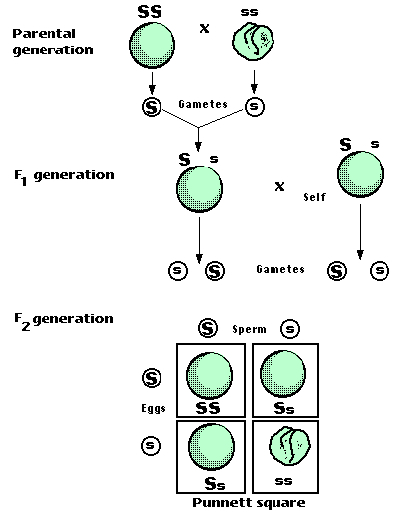 SS x ss
Parental
generation
S Gametes s
S s
F1 generation
x
S s
Self
s S Gametes S s
F2 generation
S Sperm s
S
SS Ss
Eggs
s
Ss ss
Punnett square